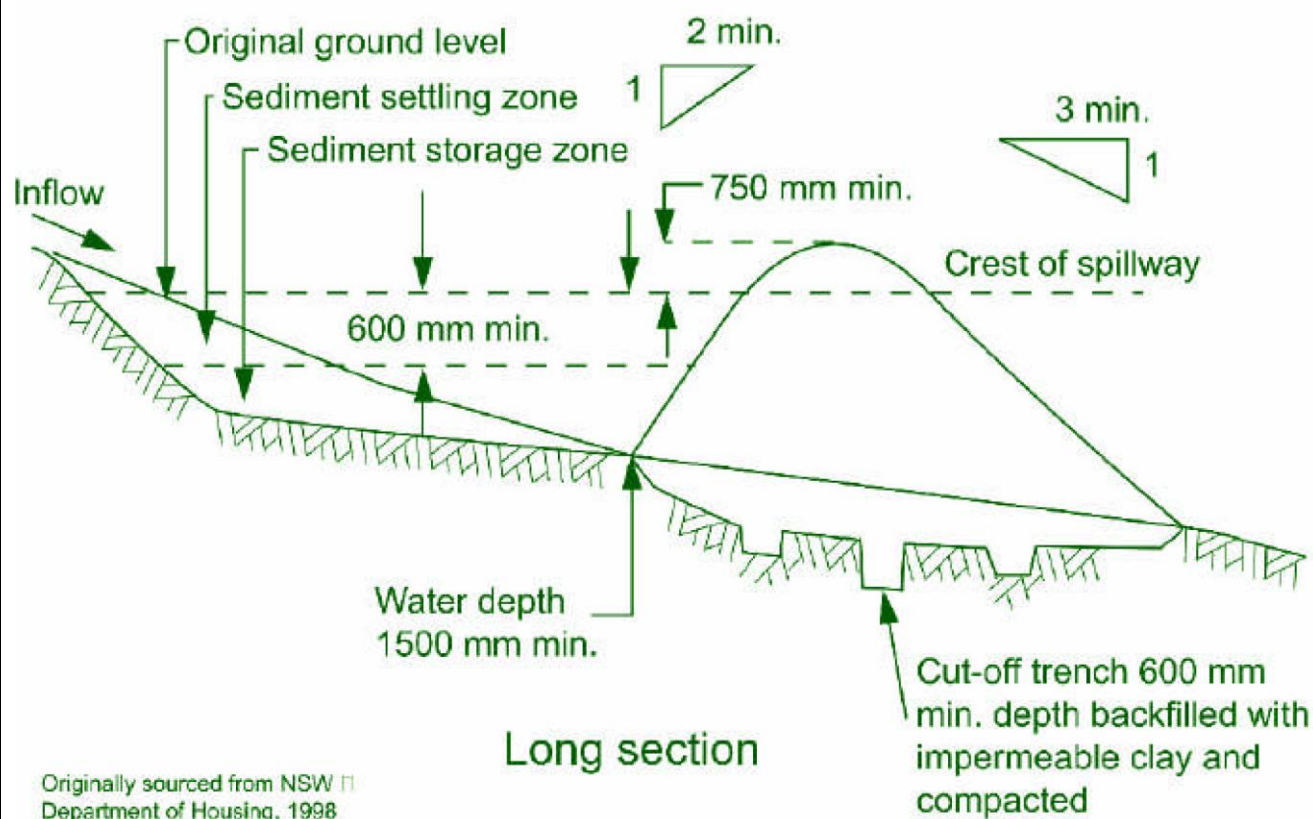 Original ground level
Sediment settling zone
Sediment storage zone
Inflow
2 min.
1
3 min.
1
750 mm min.
Crest of spillway
600 mm min.
Water depth
1500 mm min.
Cut-off trench 600 mm
min. depth backfilled with
impermeable clay and
compacted
Long section
Originally sourced from NSW
Department of Housing, 1998